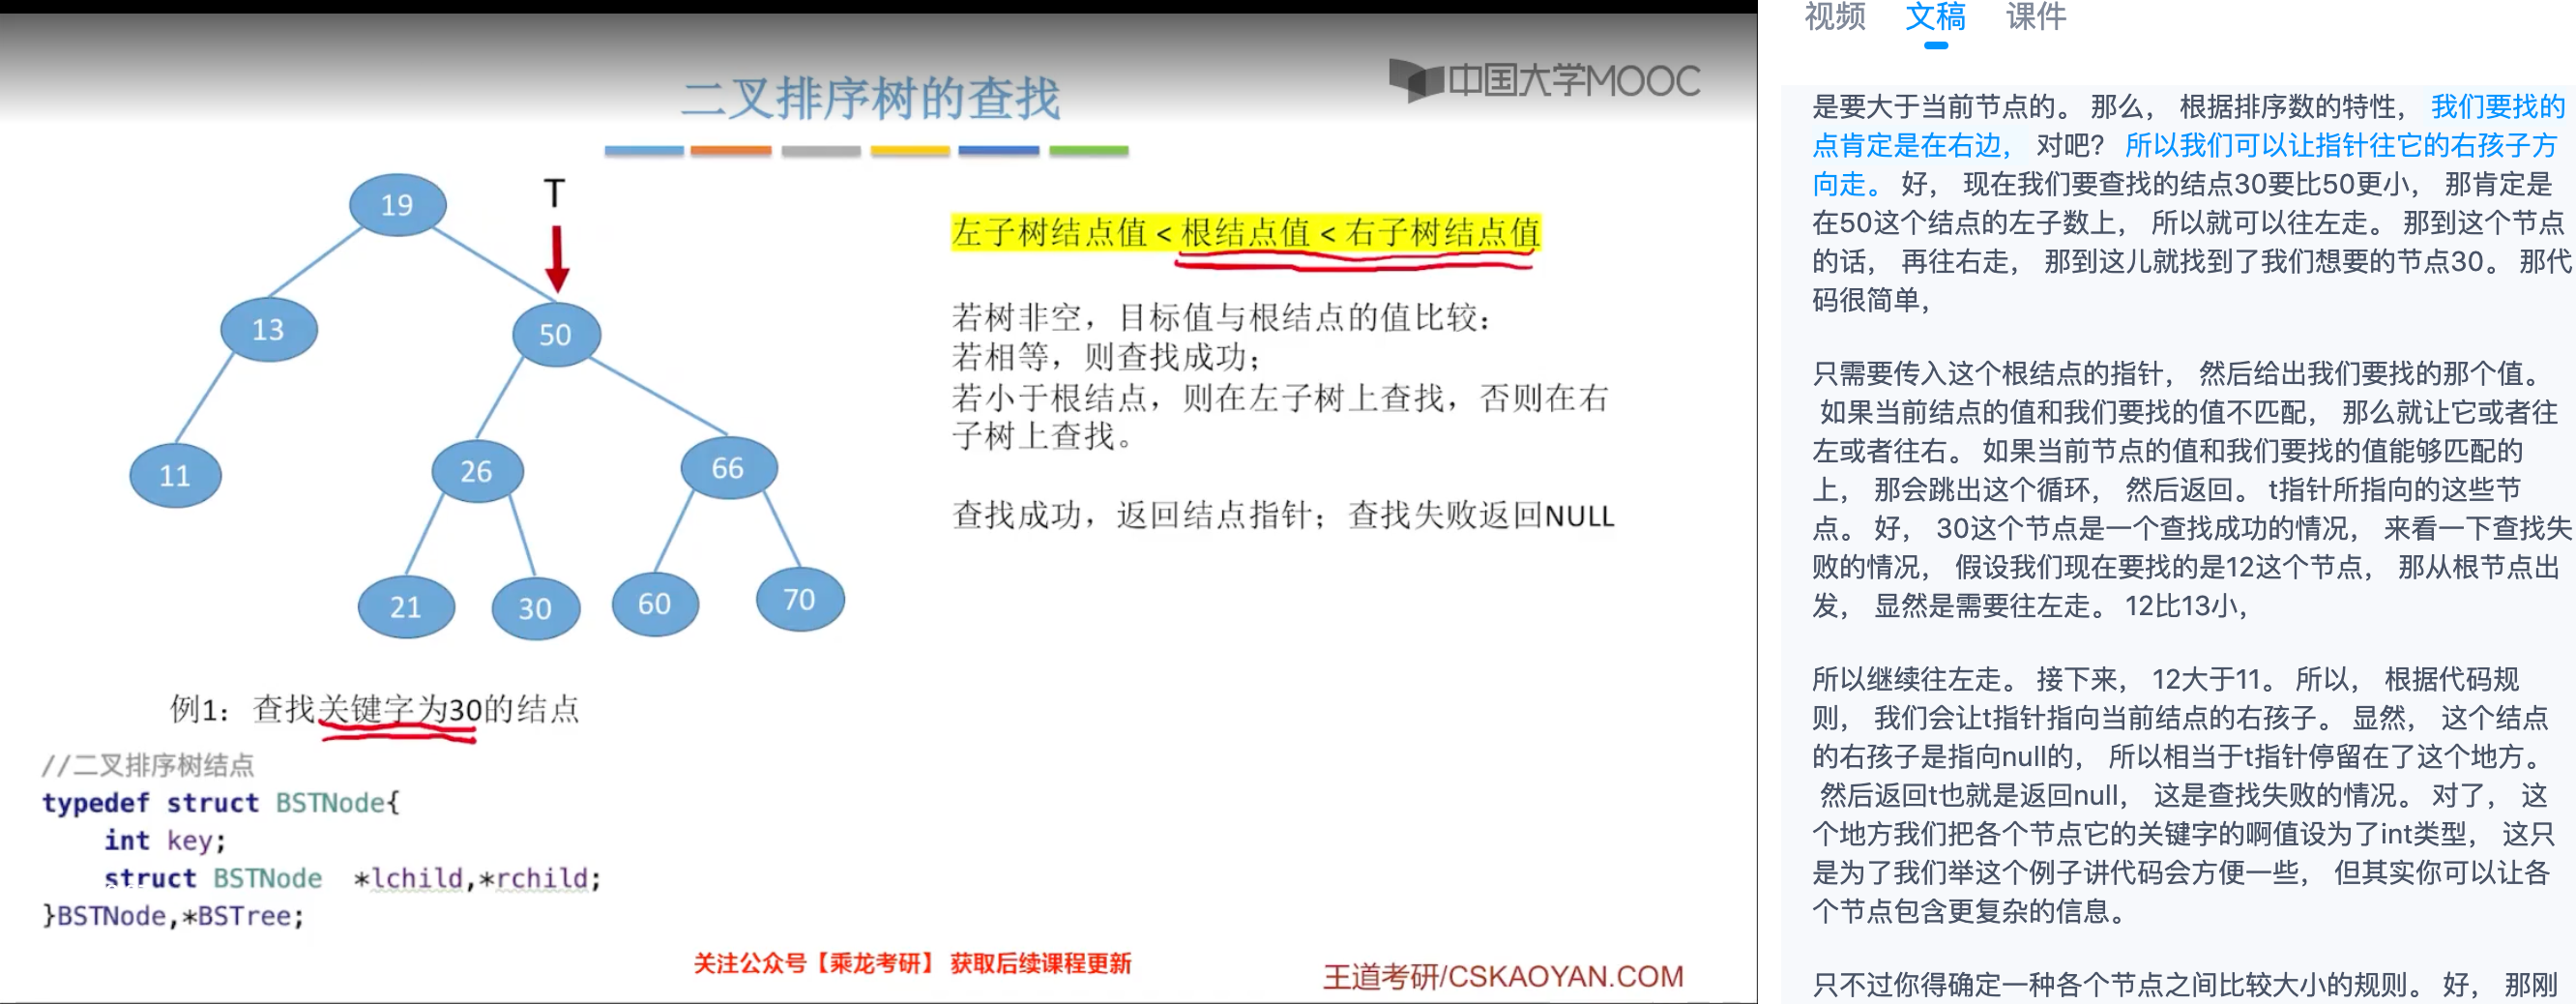 二叉排序树的查找
中国大学MOOC
T
19
13
50
11
26
66
21
30
60
70
左子树结点值 < 根结点值 < 右子树结点值
若树非空，目标值与根结点的值比较：
若相等，则查找成功；
若小于根结点，则在左子树上查找，否则在右
子树上查找。
查找成功，返回结点指针；查找失败返回NULL
例1：查找关键字为30的结点
//二叉排序树结点
typedef struct BSTNode{
    int key;
    struct BSTNode  *lchild,*rchild;
}BSTNode,*BSTree;
关注公众号【乘龙考研】 获取后续课程更新
王道考研/CSKAOYAN.COM
视频 文稿 课件
是要大于当前节点的。 那么， 根据排序数的特性， 我们要找的
点肯定是在右边， 对吧？ 所以我们可以让指针往它的右孩子方
向走。 好， 现在我们要查找的结点30要比50更小， 那肯定是
在50这个结点的左子数上， 所以就可以往左走。 那到这个节点
的话， 再往右走， 那到这儿就找到了我们想要的节点30。 那代
码很简单，
只需要传入这个根结点的指针， 然后给出我们要找的那个值。
如果当前结点的值和我们要找的值不匹配， 那么就让它或者往
左或者往右。 如果当前节点的值和我们要找的值能够匹配的
上， 那会跳出这个循环， 然后返回。 t指针所指向的这些节
点。 好， 30这个节点是一个查找成功的情况， 来看一下查找失
败的情况， 假设我们现在要找的是12这个节点， 那从根节点出
发， 显然是需要往左走。 12比13小，
所以继续往左走。 接下来， 12大于11。 所以， 根据代码规
则， 我们会让t指针指向当前结点的右孩子。 显然， 这个结点
的右孩子是指向null的， 所以相当于t指针停留在了这个地方。
然后返回t也就是返回null， 这是查找失败的情况。 对了， 这
个地方我们把各个节点它的关键字的啊值设为了int类型， 这只
是为了我们举这个例子讲代码会方便一些， 但其实你可以让各
个节点包含更复杂的信息。
只不过你得确定一种各个节点之间比较大小的规则。 好， 那刚